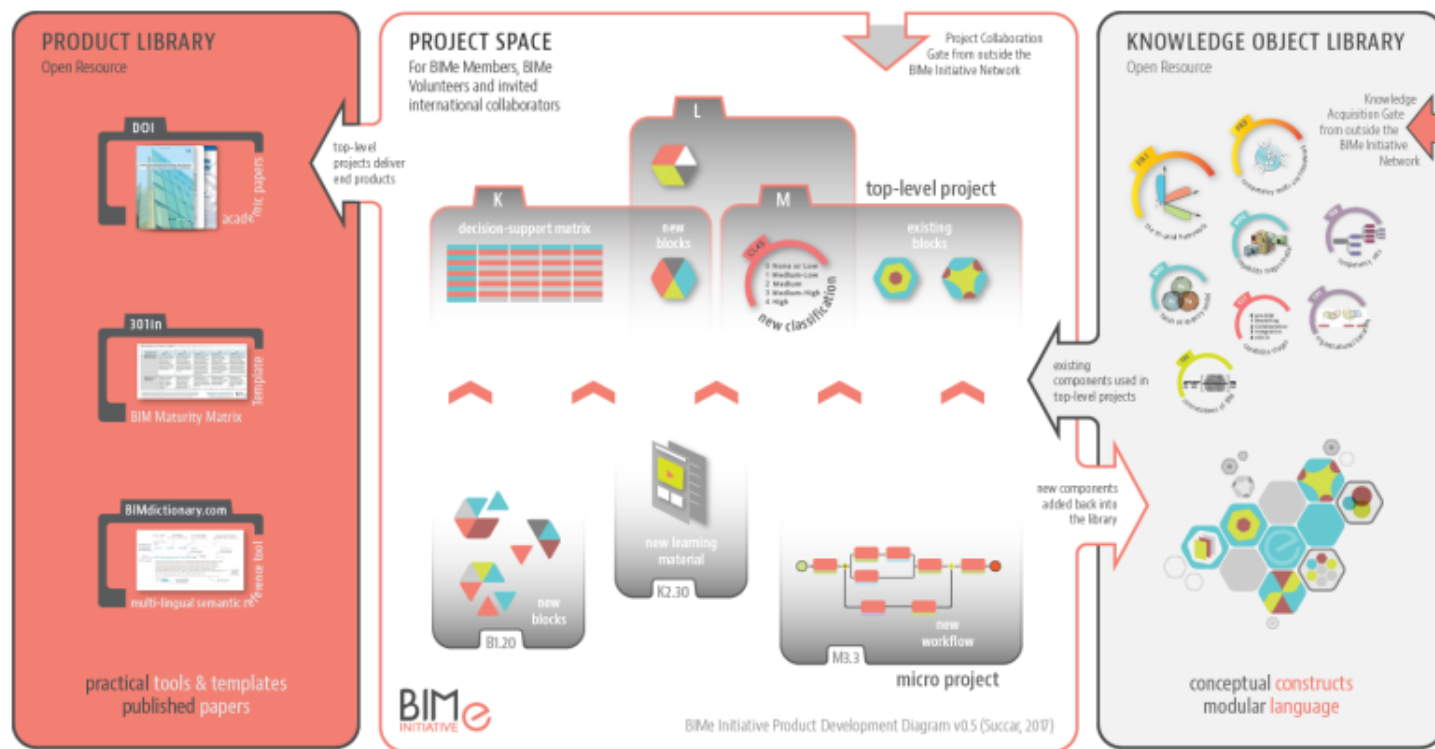 PRODUCT LIBRARY
Open Resource
DOI
academic papers
301in
Template
BIM Maturity Matrix
BIMdictionary.com
multi-lingual semantic reference tool
practical tools & templates
published papers
top-level
projects deliver
end products
PROJECT SPACE
For BIMe Members, BIMe
Volunteers and invited
international collaborators
Project Collaboration
Gate from outside the
BIMe Initiative Network
L
K
decision-support matrix
new
blocks
M
top-level project
CLAS
0 None or Low
1 Medium-Low
2 Medium
3 Medium-High
4 High
new classification
existing
blocks
new
blocks
B1.20
new learning
material
K2.30
new
workflow
M3.3
micro project
BIMe
INITIATIVE
BIMe Initiative Product Development Diagram v0.5 (Succar, 2017)
existing
components used in
top-level projects
new components
added back into
the library
KNOWLEDGE OBJECT LIBRARY
Open Resource
Knowledge
Acquisition Gate
from outside the
BIMe Initiative
Network
conceptual constructs
modular language